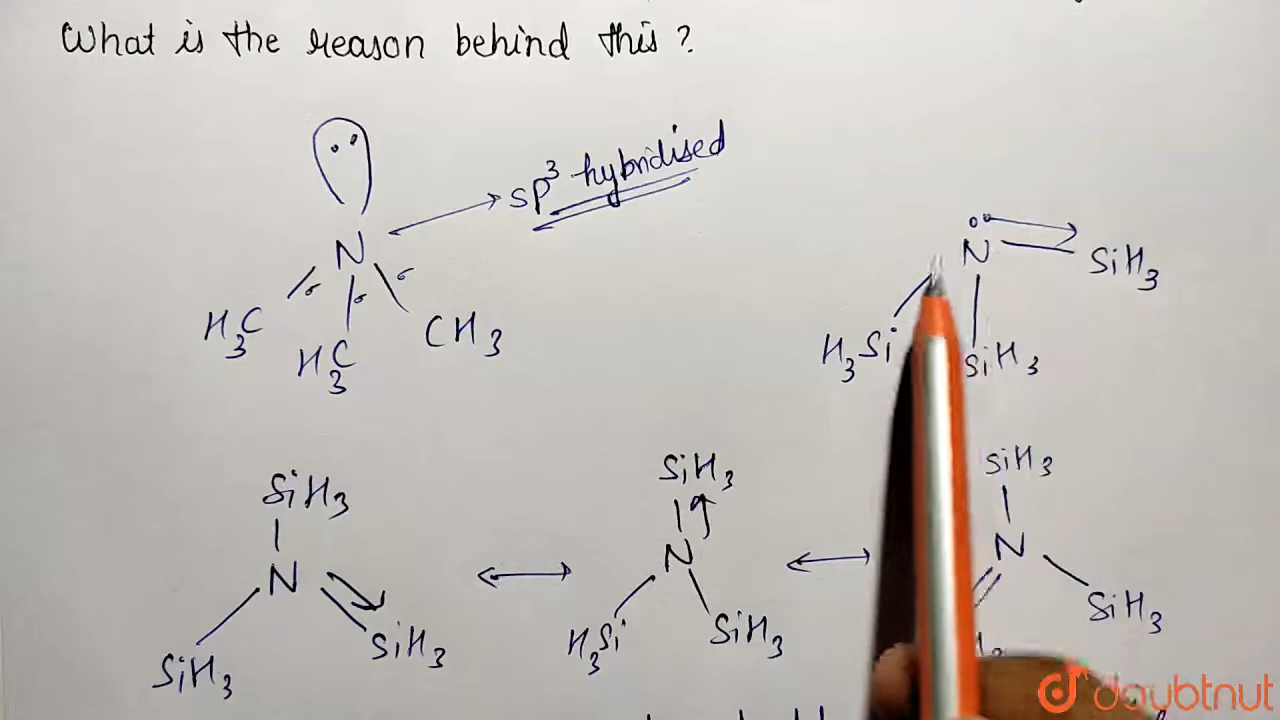 What is the reason behind this ?
SP³ hybridised
N
σ σ σ
H₃C H₃C CH₃
N SiH₃
H₃Si SiH₃
SiH₃
N
SiH₃ SiH₃
SiH₃
N
H₃Si SiH₃
SiH₃
N
SiH₃
doubtnut